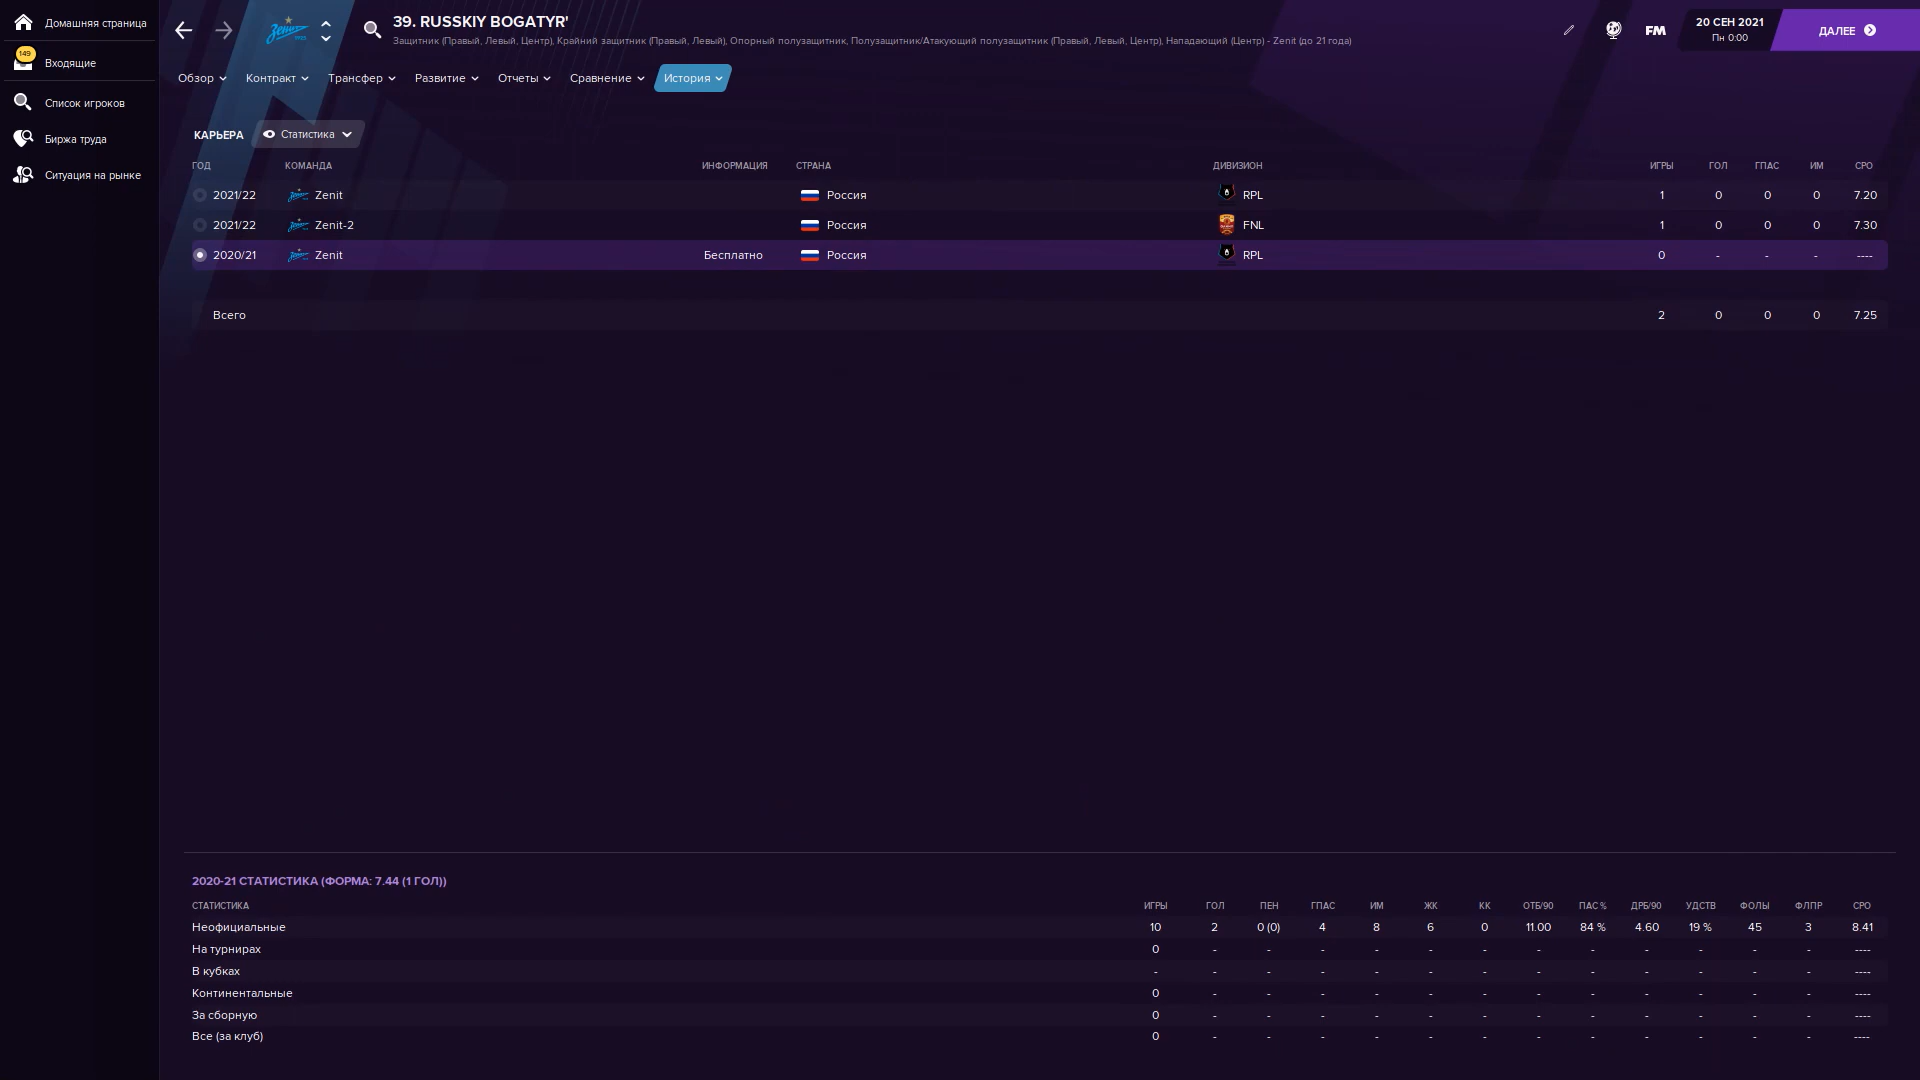 Домашняя страница
149
Входящие
Список игроков
Биржа труда
Ситуация на рынке
39. RUSSKIY BOGATYR'
Защитник (Правый, Левый, Центр), Крайний защитник (Правый, Левый), Опорный полузащитник, Полузащитник/Атакующий полузащитник (Правый, Левый, Центр), Нападающий (Центр) - Zenit (до 21 года)
FM
20 СЕН 2021
Пн 0:00
ДАЛЕЕ
Обзор Контракт Трансфер Развитие Отчеты Сравнение История
КАРЬЕРА Статистика
ГОД КОМАНДА ИНФОРМАЦИЯ СТРАНА ДИВИЗИОН ИГРЫ ГОЛ ГПАС ИМ СРО
2021/22 Zenit Россия RPL 1 0 0 0 7.20
2021/22 Zenit-2 Россия FNL 1 0 0 0 7.30
2020/21 Zenit Бесплатно Россия RPL 0 - - - ----
Всего 2 0 0 0 7.25
2020-21 СТАТИСТИКА (ФОРМА: 7.44 (1 ГОЛ))
СТАТИСТИКА ИГРЫ ГОЛ ПЕН ГПАС ИМ ЖК КК ОТБ/90 ПАС % ДРБ/90 УДСТВ ФОЛЫ ФЛПР СРО
Неофициальные 10 2 0 (0) 4 8 6 0 11.00 84 % 4.60 19 % 45 3 8.41
На турнирах 0 - - - - - - - - - - - - ----
В кубках - - - - - - - - - - - - - ----
Континентальные 0 - - - - - - - - - - - - ----
За сборную 0 - - - - - - - - - - - - ----
Все (за клуб) 0 - - - - - - - - - - - - ----